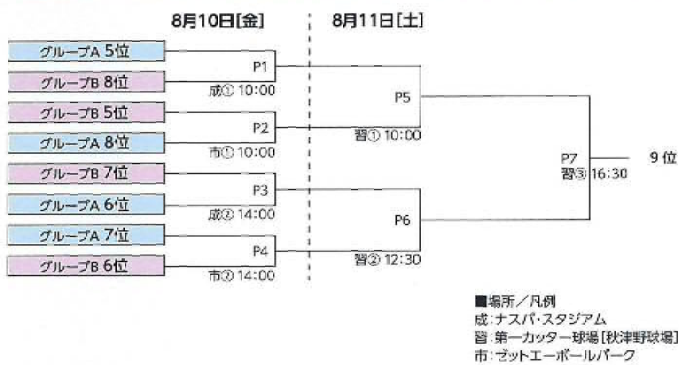 8月10日[金]
8月11日[土]
グループA 5位
P1
グループB 8位
成① 10:00
P5
グループB 5位
P2
グループA 8位
市① 10:00
習① 10:00
グループB 7位
P7
9位
P3
習③ 16:30
グループA 6位
成② 14:00
P6
グループA 7位
P4
習② 12:30
グループB 6位
市② 14:00
■場所／凡例
成:ナスパ・スタジアム
習:第一カッター球場[秋津野球場]
市:ゼットエーボールパーク